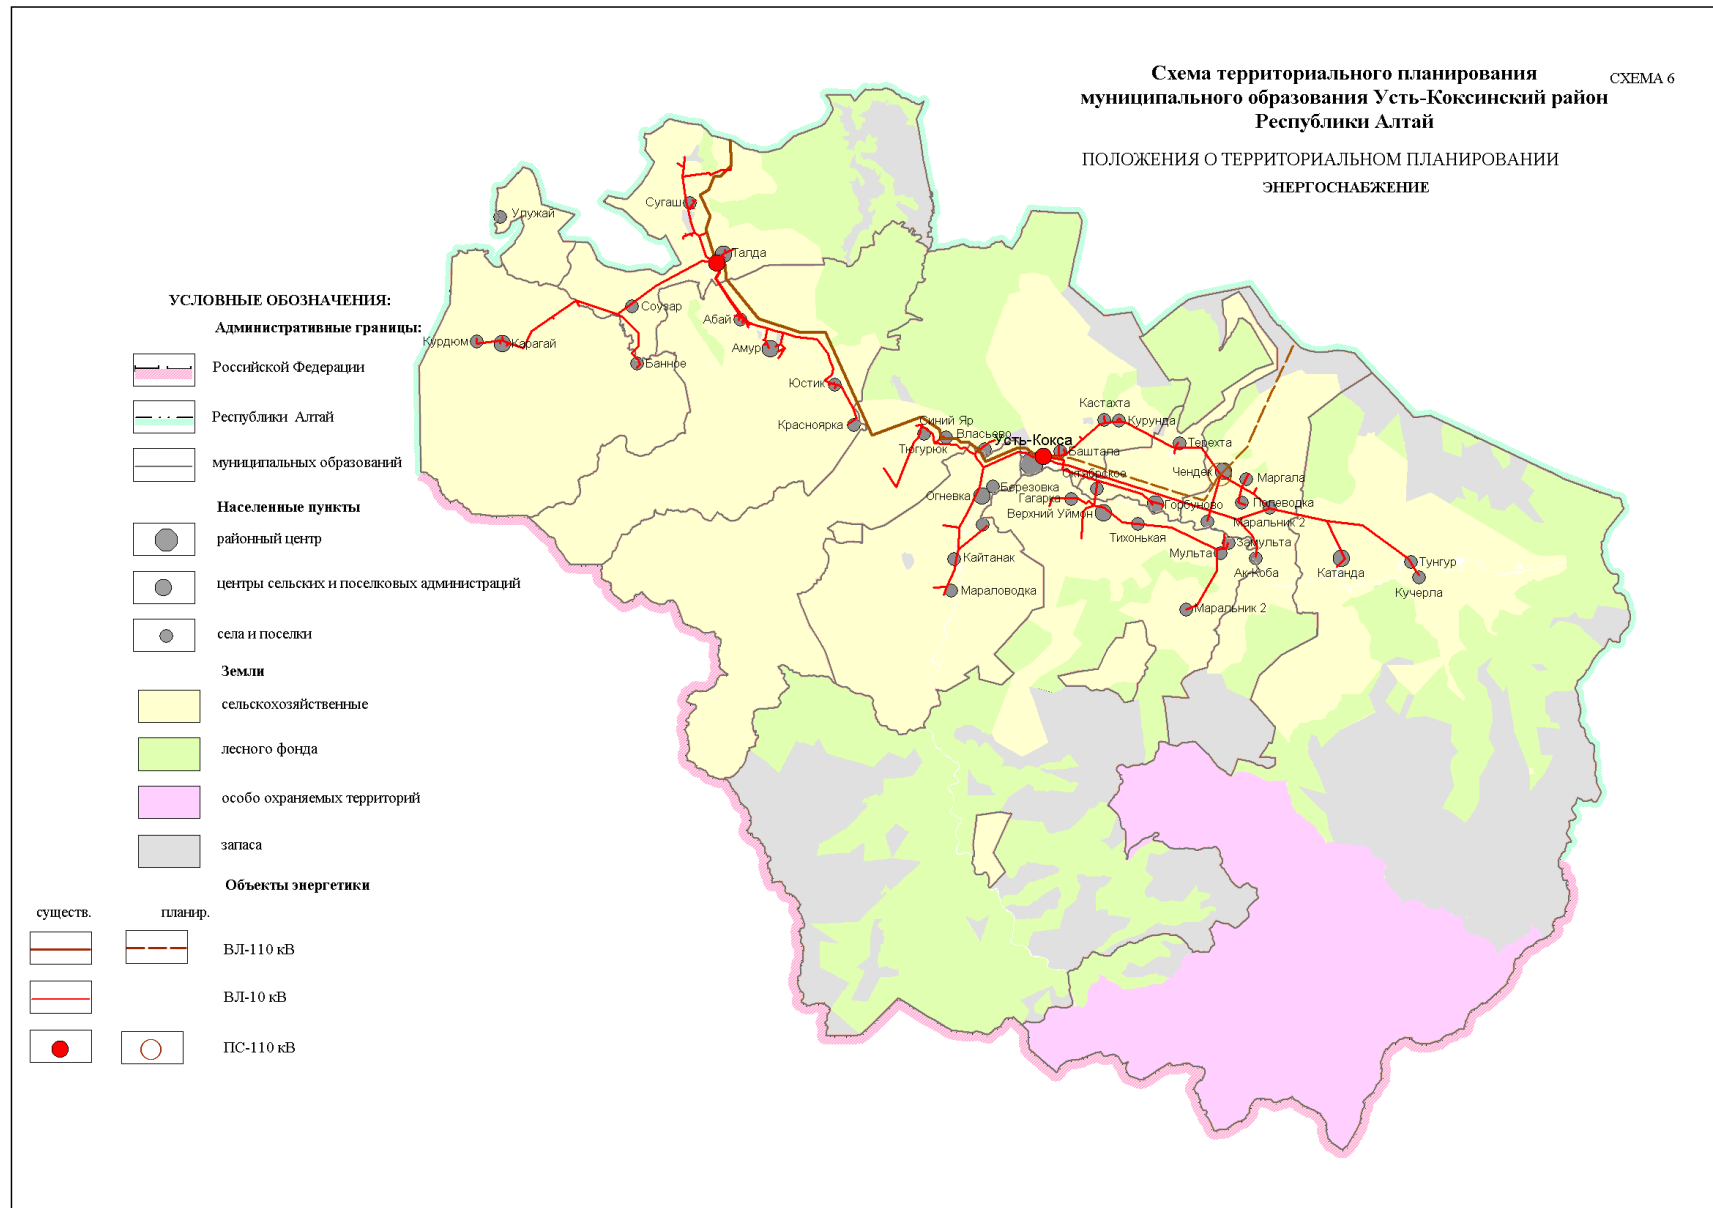 Схема территориального планирования
муниципального образования Усть-Коксинский район
Республики Алтай
СХЕМА 6
ПОЛОЖЕНИЯ О ТЕРРИТОРИАЛЬНОМ ПЛАНИРОВАНИИ
ЭНЕРГОСНАБЖЕНИЕ
УСЛОВНЫЕ ОБОЗНАЧЕНИЯ:
Административные границы:
Российской Федерации
Республики Алтай
муниципальных образований
Населенные пункты
районный центр
центры сельских и поселковых администраций
села и поселки
Земли
сельскохозяйственные
лесного фонда
особо охраняемых территорий
запаса
Объекты энергетики
существ.
планир.
ВЛ-110 кВ
ВЛ-10 кВ
ПС-110 кВ
Сугаш
Улужай
Талда
Соузар
Абай
Курдюм
Карагай
Амур
Банное
Юстик
Красноярка
Синий Яр
Власьево
Тюгурюк
Усть-Кокса
Баштала
Кастахта
Курунда
Терехта
Октябрьское
Чендек
Маргала
Березовка
Огневка
Гагарка
Горбуново
Полеводка
Верхний Уймон
Маральник 2
Тихонькая
Замульта
Мульта
Кайтанак
Ак-Коба
Катанда
Тунгур
Кучерла
Мараловодка
Маральник 2